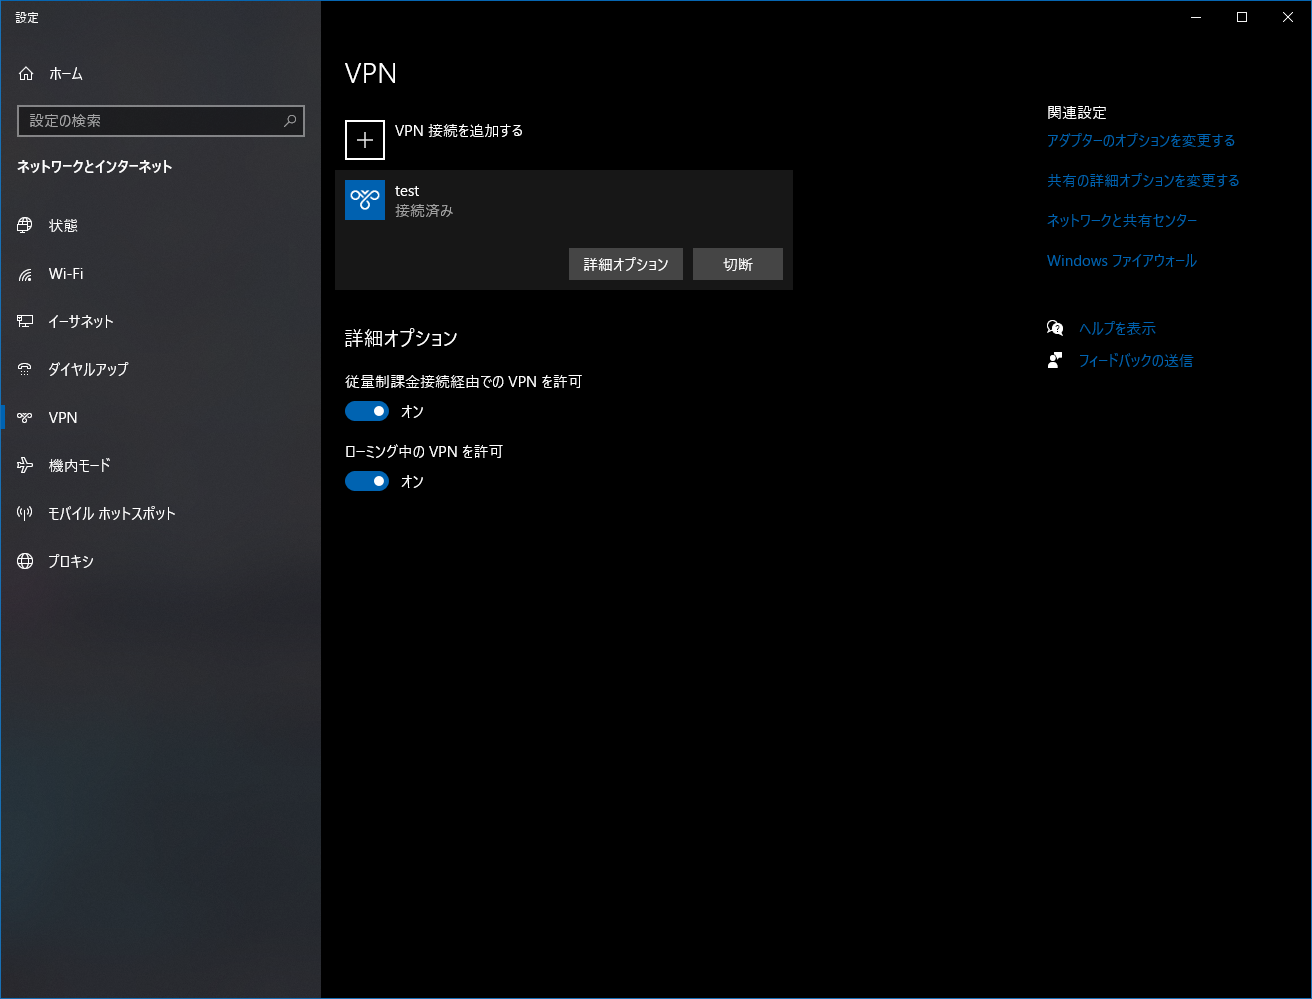 設定
ホーム
設定の検索
ネットワークとインターネット
状態
Wi-Fi
イーサネット
ダイヤルアップ
VPN
機内モード
モバイル ホットスポット
プロキシ
VPN
VPN 接続を追加する
test
接続済み
詳細オプション
切断
詳細オプション
従量制課金接続経由での VPN を許可
オン
ローミング中の VPN を許可
オン
関連設定
アダプターのオプションを変更する
共有の詳細オプションを変更する
ネットワークと共有センター
Windows ファイアウォール
ヘルプを表示
フィードバックの送信